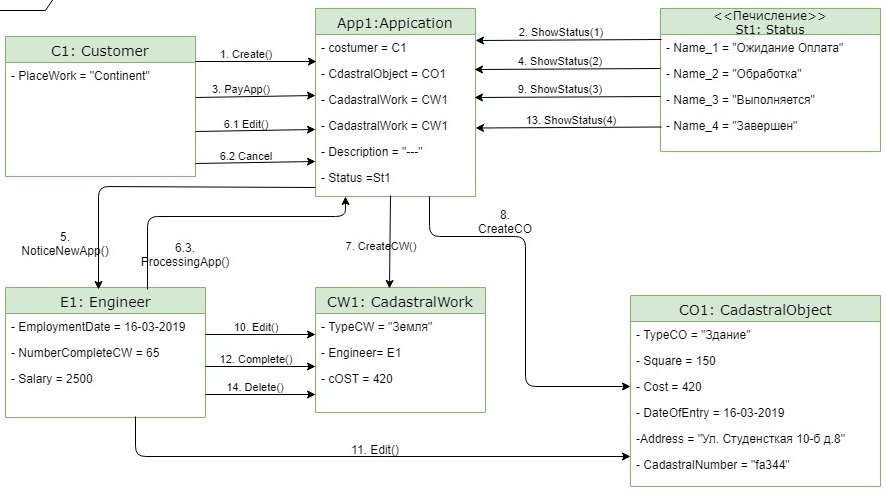 C1: Customer
- PlaceWork = "Continent"
1. Create()
3. PayApp()
6.1 Edit()
6.2 Cancel
App1:Appication
- costumer = C1
- CdastralObject = CO1
- CadastralWork = CW1
- CadastralWork = CW1
- Description = "---"
- Status =St1
2. ShowStatus(1)
4. ShowStatus(2)
9. ShowStatus(3)
13. ShowStatus(4)
<<Печисление>>
St1: Status
- Name_1 = "Ожидание Оплата"
- Name_2 = "Обработка"
- Name_3 = "Выполняется"
- Name_4 = "Завершен"
5.
NoticeNewApp()
6.3.
ProcessingApp()
7. CreateCW()
8.
CreateCO
E1: Engineer
- EmploymentDate = 16-03-2019
- NumberCompleteCW = 65
- Salary = 2500
10. Edit()
12. Complete()
14. Delete()
CW1: CadastralWork
- TypeCW = "Земля"
- Engineer= E1
- cOST = 420
CO1: CadastralObject
- TypeCO = "Здание"
- Square = 150
- Cost = 420
- DateOfEntry = 16-03-2019
-Address = "Ул. Студенсткая 10-б д.8"
- CadastralNumber = "fa344"
11. Edit()